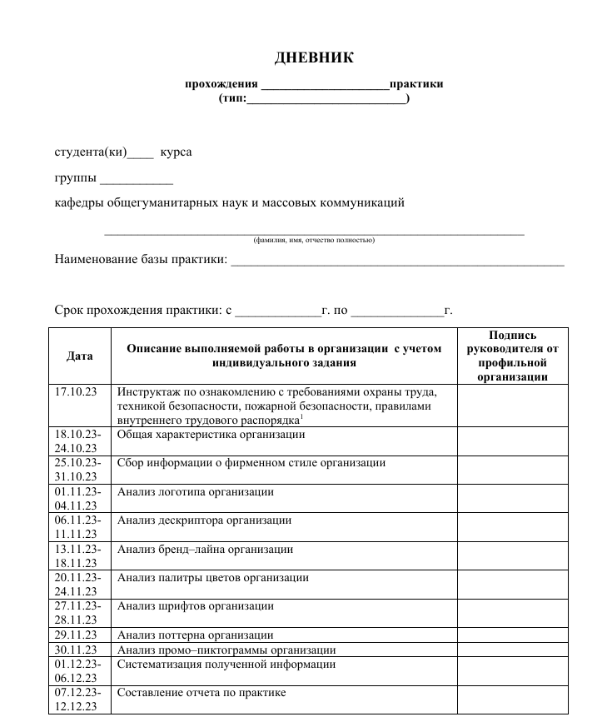 ДНЕВНИК
прохождения _____________________практики
(тип:__________________________)
студента(ки)____ курса
группы ___________
кафедры общегуманитарных наук и массовых коммуникаций
________________________________________________________________
(фамилия, имя, отчество полностью)
Наименование базы практики: ___________________________________________________
Срок прохождения практики: с _____________г. по ______________г.
Дата
Описание выполняемой работы в организации с учетом
индивидуального задания
Подпись
руководителя от
профильной
организации
17.10.23
Инструктаж по ознакомлению с требованиями охраны труда,
техникой безопасности, пожарной безопасности, правилами
внутреннего трудового распорядка¹
18.10.23-
24.10.23
Общая характеристика организации
25.10.23-
31.10.23
Сбор информации о фирменном стиле организации
01.11.23-
04.11.23
Анализ логотипа организации
06.11.23-
11.11.23
Анализ дескриптора организации
13.11.23-
18.11.23
Анализ бренд–лайна организации
20.11.23-
24.11.23
Анализ палитры цветов организации
27.11.23-
28.11.23
Анализ шрифтов организации
29.11.23
Анализ поттерна организации
30.11.23
Анализ промо–пиктограммы организации
01.12.23-
06.12.23
Систематизация полученной информации
07.12.23-
12.12.23
Составление отчета по практике